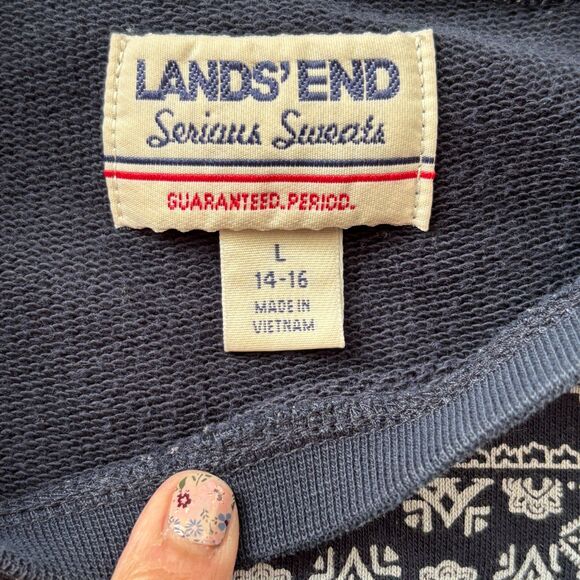 LANDS' END
Serious Sweats
GUARANTEED. PERIOD.
L
14-16
MADE IN
VIETNAM